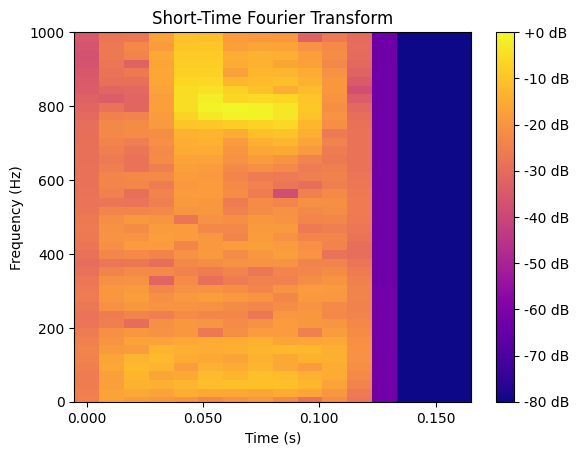 Short-Time Fourier Transform
Frequency (Hz)
1000
800
600
400
200
0
0.000
0.050
0.100
0.150
Time (s)
+0 dB
-10 dB
-20 dB
-30 dB
-40 dB
-50 dB
-60 dB
-70 dB
-80 dB